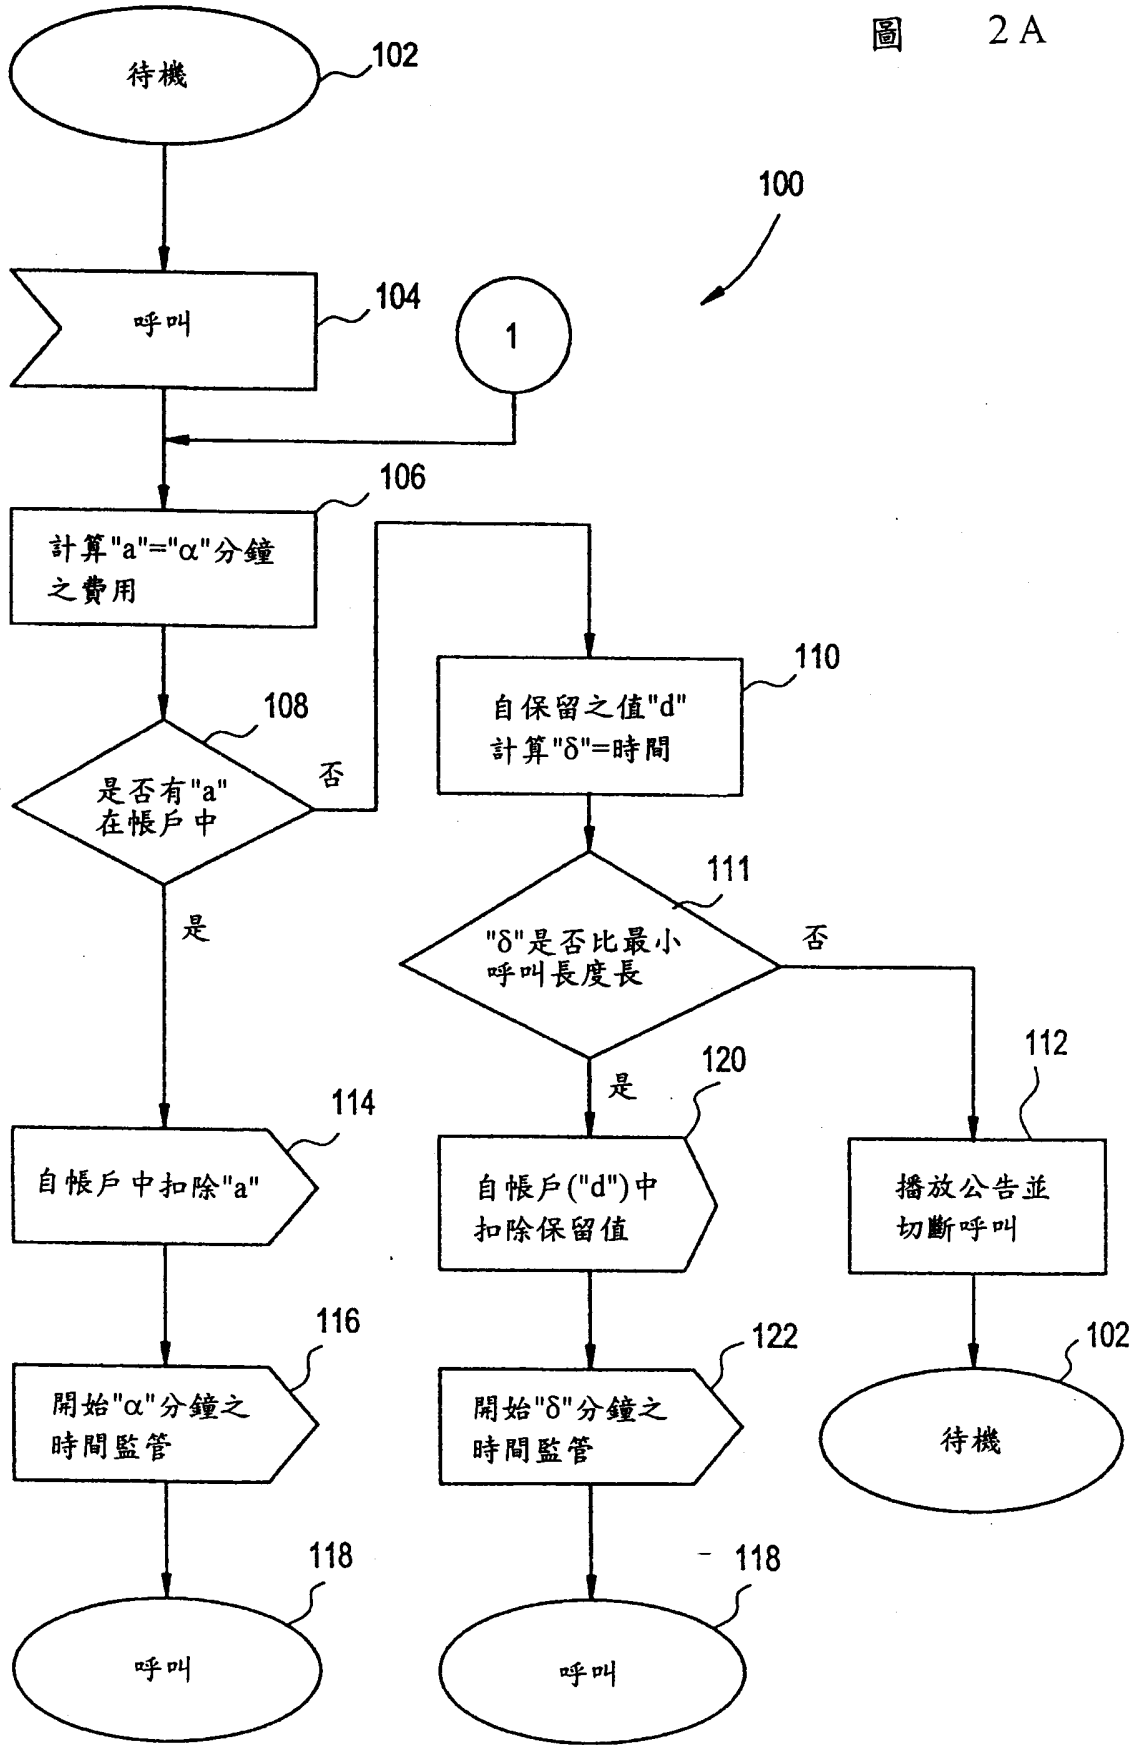 圖 2A
待機
102
100
呼叫
104
1
106
計算"a"="α"分鐘
之費用
108
是否有"a"
在帳戶中
否
是
110
自保留之值"d"
計算"δ"=時間
111
"δ"是否比最小
呼叫長度長
否
是
112
播放公告並
切斷呼叫
102
待機
114
自帳戶中扣除"a"
120
自帳戶("d")中
扣除保留值
116
開始"α"分鐘之
時間監管
122
開始"δ"分鐘之
時間監管
118
呼叫
118
呼叫